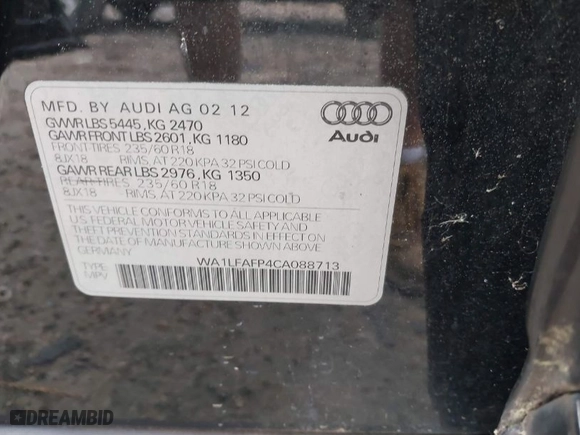 MFD. BY AUDI AG 02 12
GVWR LBS 5445, KG 2470
GAWR FRONT LBS 2601, KG 1180
FRONT TIRES 235/60 R18
8JX18 RIMS, AT 220 KPA 32 PSI COLD
GAWR REAR LBS 2976, KG 1350
REAR TIRES 235/60 R18
8JX18 RIMS, AT 220 KPA 32 PSI COLD
THIS VEHICLE CONFORMS TO ALL APPLICABLE
U.S. FEDERAL MOTOR VEHICLE SAFETY AND
THEFT PREVENTION STANDARDS IN EFFECT ON
THE DATE OF MANUFACTURE SHOWN ABOVE.
GERMANY
WA1LFAFP4CA088713
TYPE:
MPV
Audi
DREAMBID